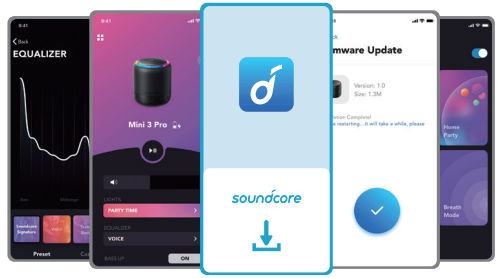 9:41
Back
EQUALIZER
Bass
Soundcore
Signature
Preset
9:41
Mini 3 Pro
LIGHTS
PARTY TIME
EQUALIZER
VOICE
BASS UP
ON
soundcore
9:41
mware Update
Version: 1.0
Size: 1.3M
ation Complete!
restarting...it will take a while, please
Home
Party
Breath
Mode